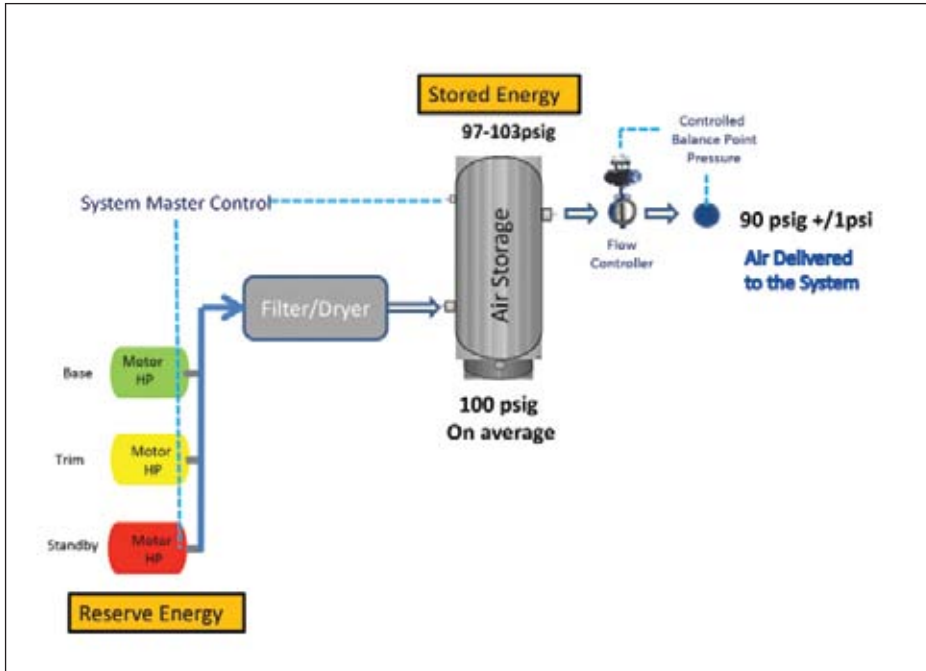 Stored Energy
97-103psig
Controlled
Balance Point
Pressure
System Master Control
Air Storage
90 psig +/1psi
Flow
Controller
Air Delivered
to the System
Filter/Dryer
Base
Motor
HP
100 psig
On average
Trim
Motor
HP
Standby
Motor
HP
Reserve Energy